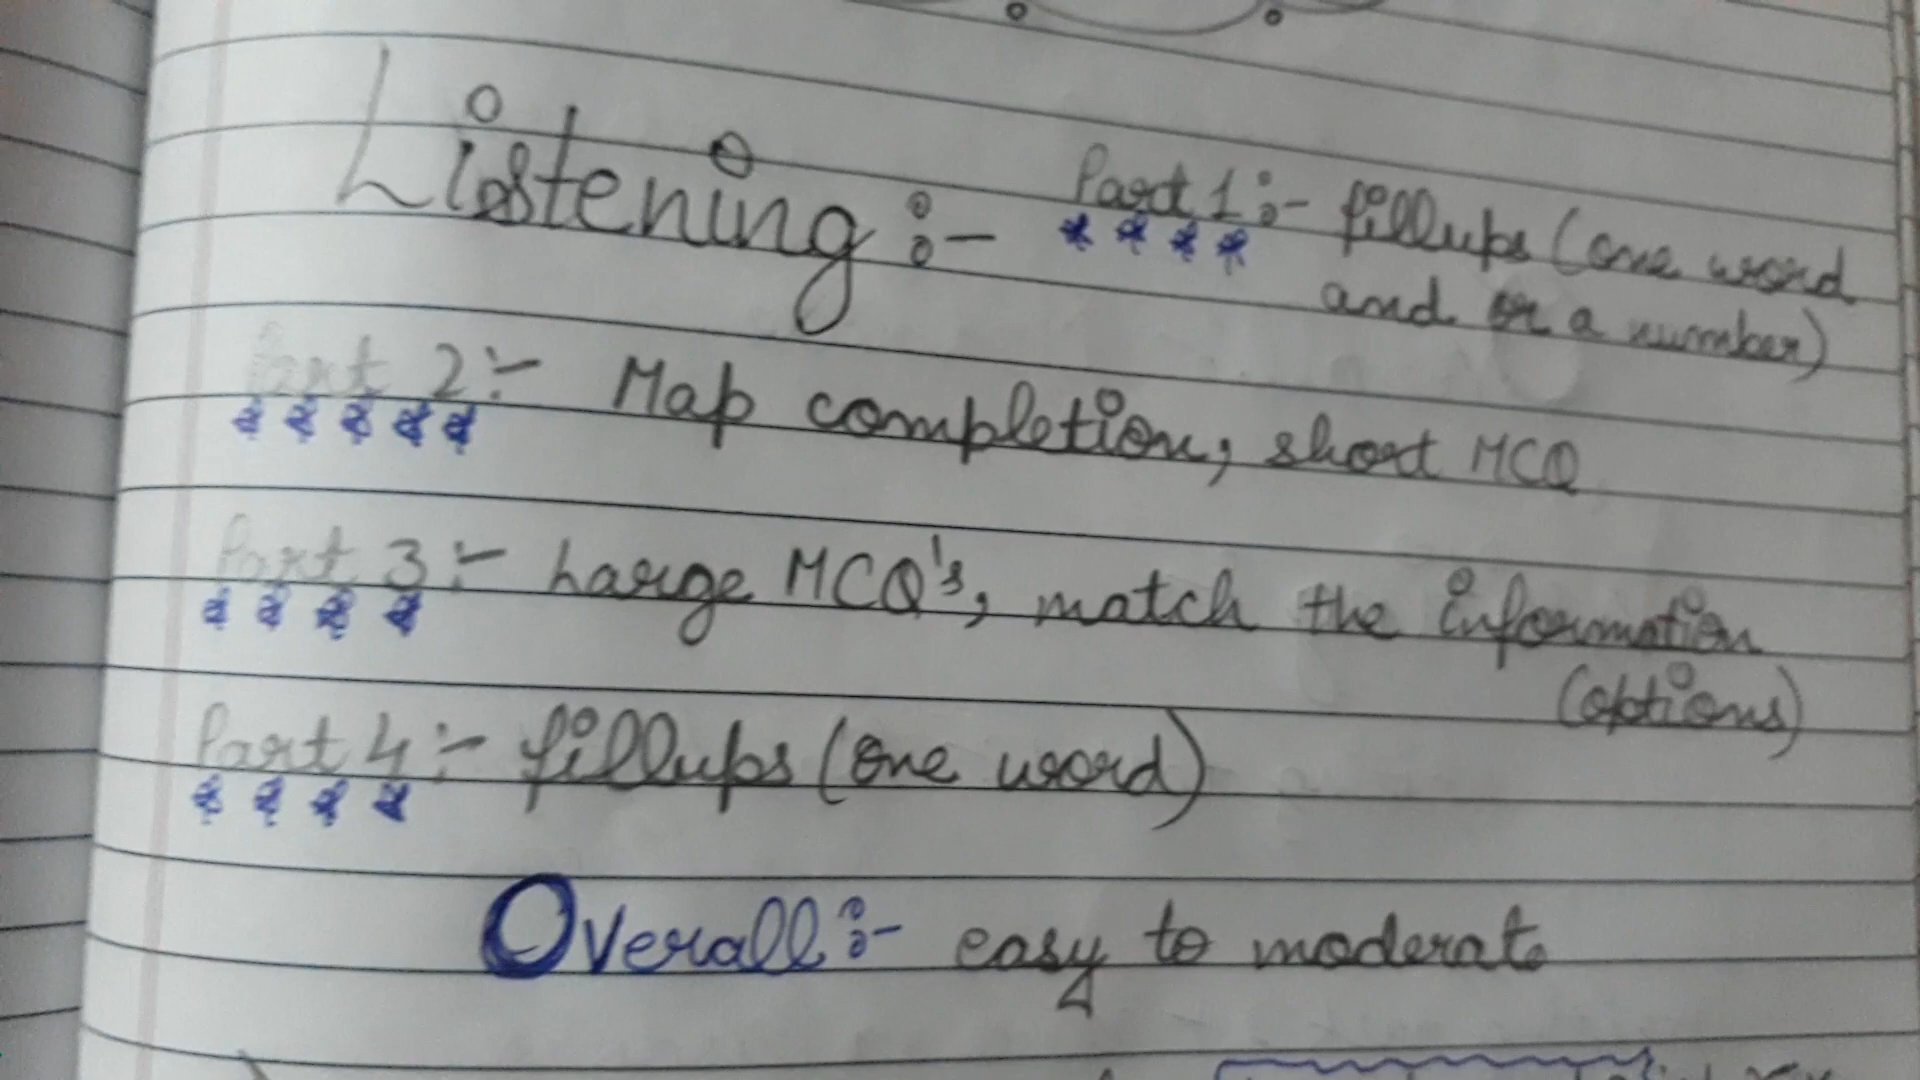 Listening :- Part 1 :- fillups (one word
and or a number)
Part 2 :- Map completion, short MCQ
Part 3 :- Large MCQ's, match the information
(options)
Part 4 :- fillups (One word)
Overall :- easy to moderate